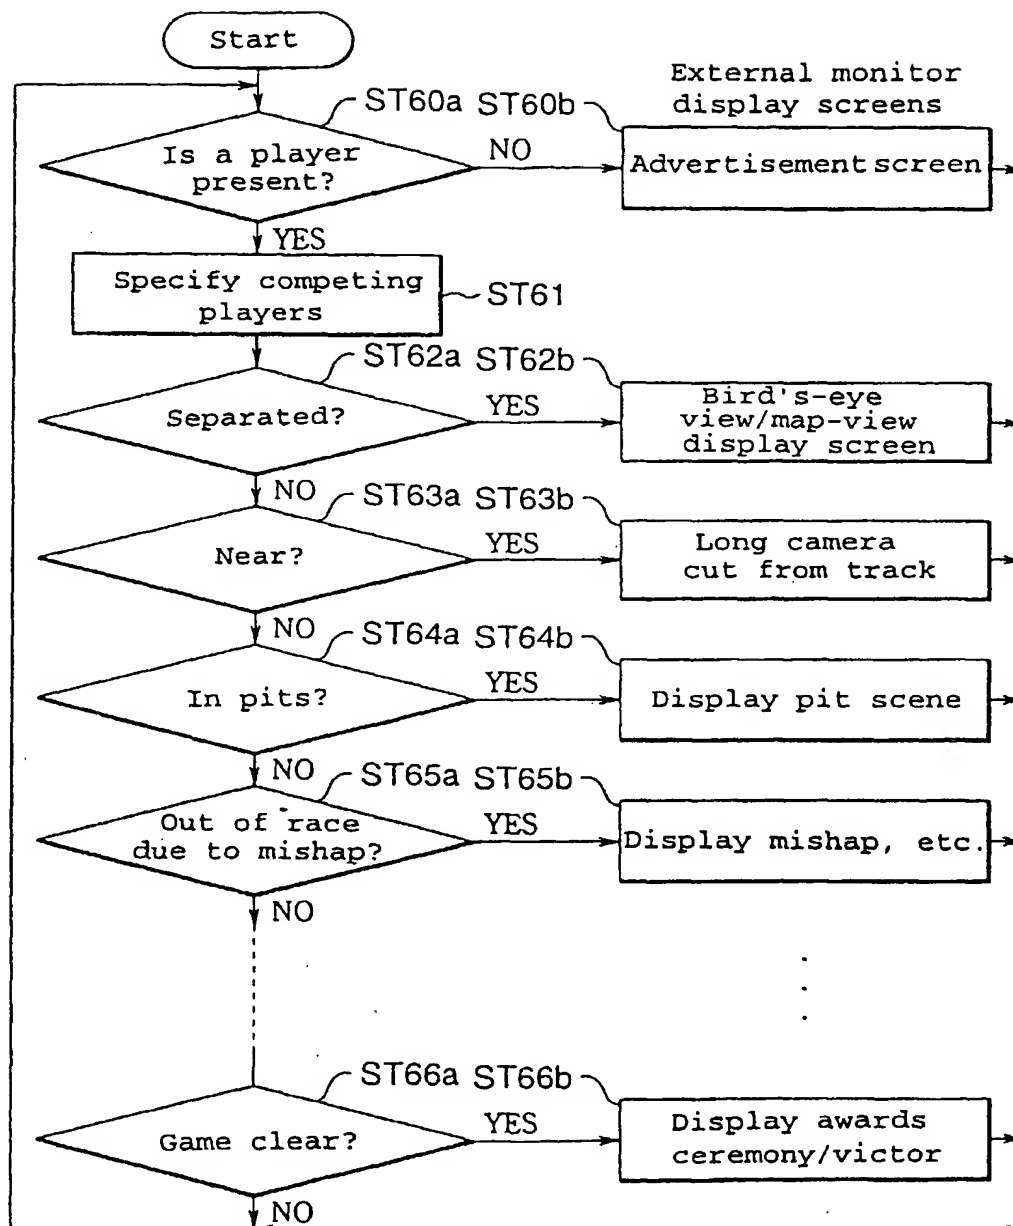 Start
External monitor
display screens
ST60a ST60b
Is a player
present?
NO
Advertisement screen
YES
Specify competing
players
ST61
ST62a ST62b
Separated?
YES
Bird's-eye
view/map-view
display screen
NO
ST63a ST63b
Near?
YES
Long camera
cut from track
NO
ST64a ST64b
In pits?
YES
Display pit scene
NO
ST65a ST65b
Out of race
due to mishap?
YES
Display mishap, etc.
NO
ST66a ST66b
Game clear?
YES
Display awards
ceremony/victor
NO